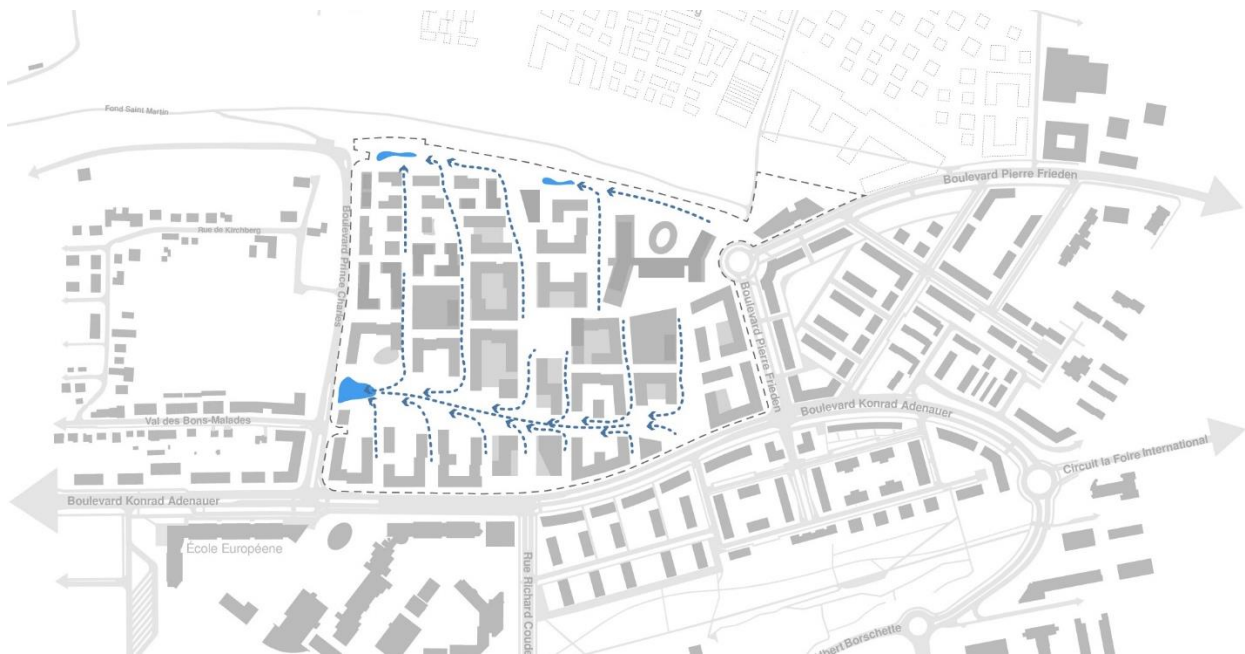 Fond Saint Martin
Boulevard Pierre Frieden
Boulevard Prince Charles
Rue de Kirchberg
Boulevard Pierre Frieden
Boulevard Konrad Adenauer
Val des Bons-Malades
Circuit la Foire International
Boulevard Konrad Adenauer
École Européene
Rue Richard Coude
lbert Borschette